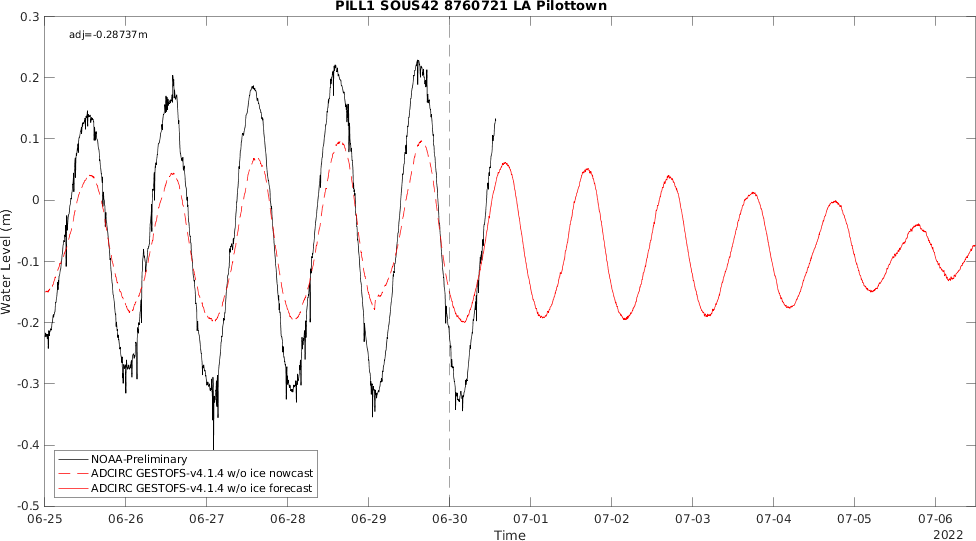 PILL1 SOUS42 8760721 LA Pilottown
adj=-0.28737m
0.3
0.2
0.1
0
-0.1
-0.2
-0.3
-0.4
-0.5
Water Level (m)
NOAA-Preliminary
ADCIRC GESTOFS-v4.1.4 w/o ice nowcast
ADCIRC GESTOFS-v4.1.4 w/o ice forecast
06-25 06-26 06-27 06-28 06-29 06-30 07-01 07-02 07-03 07-04 07-05 07-06
Time
2022